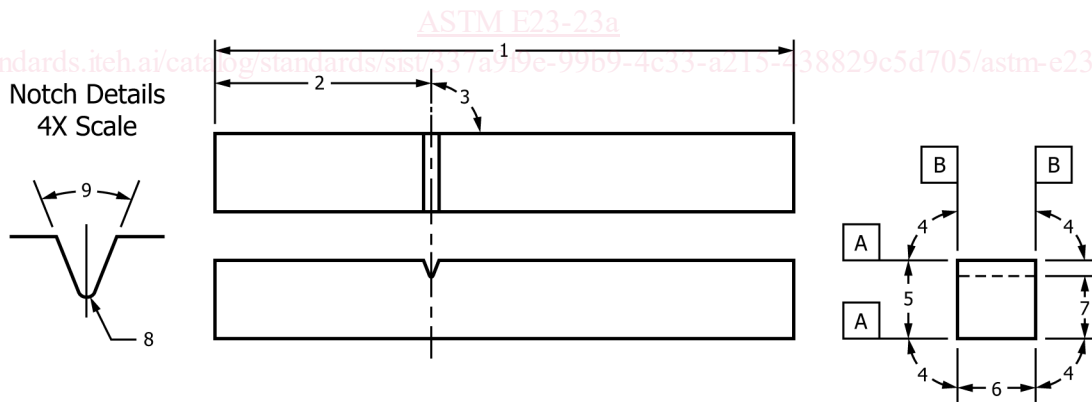 ASTM E23-23a
ndards.iteh.ai/catalog/standards/sist/337a9f9e-99b9-4c33-a215-438829c5d705/astm-e23
1
2
3
Notch Details
4X Scale
9
8
B B
4 4
A
5
7
A
4 4
6